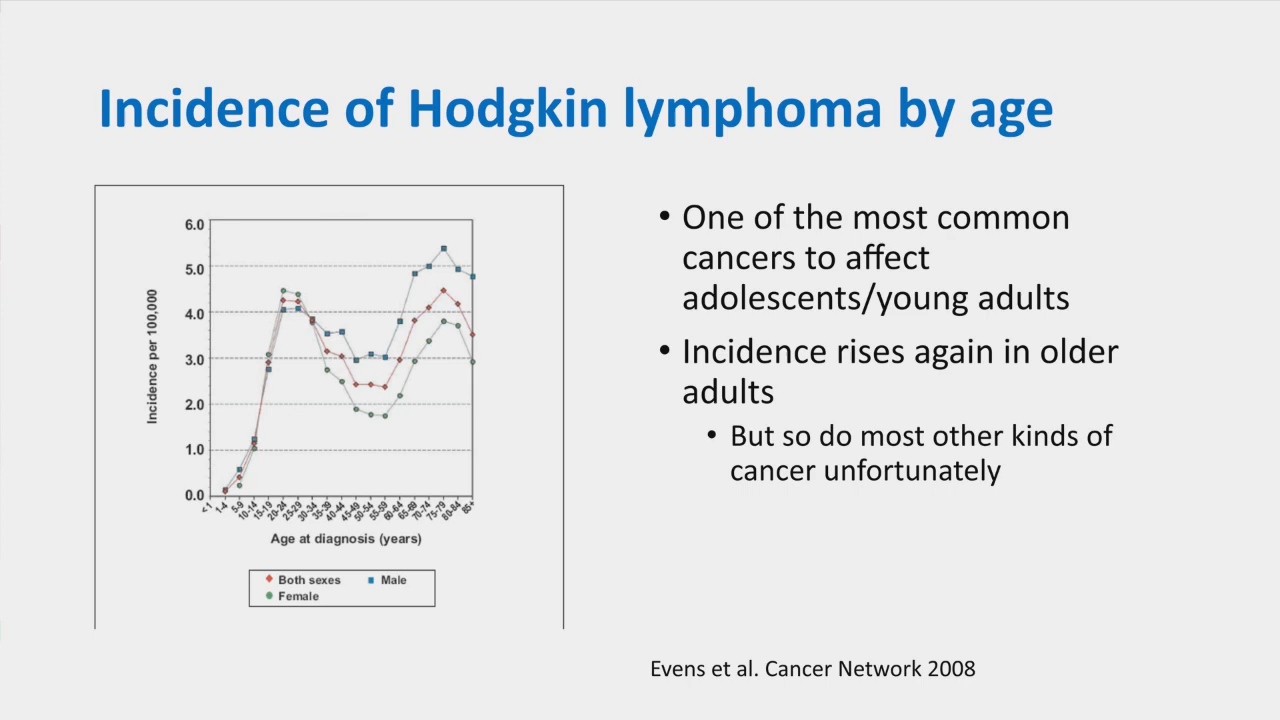 Incidence of Hodgkin lymphoma by age
6.0
5.0
4.0
3.0
2.0
1.0
0.0
Incidence per 100,000
<1
1-4
5-9
10-14
15-19
20-24
25-29
30-34
35-39
40-44
45-49
50-54
55-59
60-64
65-69
70-74
75-79
80-84
85+
Age at diagnosis (years)
Both sexes
Male
Female
• One of the most common
cancers to affect
adolescents/young adults
• Incidence rises again in older
adults
• But so do most other kinds of
cancer unfortunately
Evens et al. Cancer Network 2008